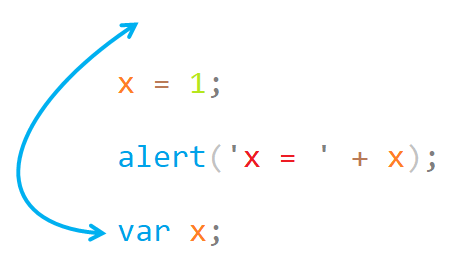 x = 1;
alert('x = ' + x);
var x;